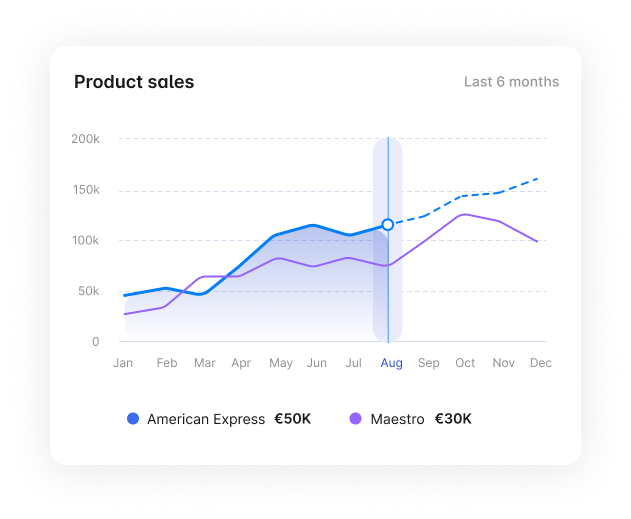 Product sales
Last 6 months
200k
150k
100k
50k
0
Jan Feb Mar Apr May Jun Jul Aug Sep Oct Nov Dec
American Express €50K Maestro €30K